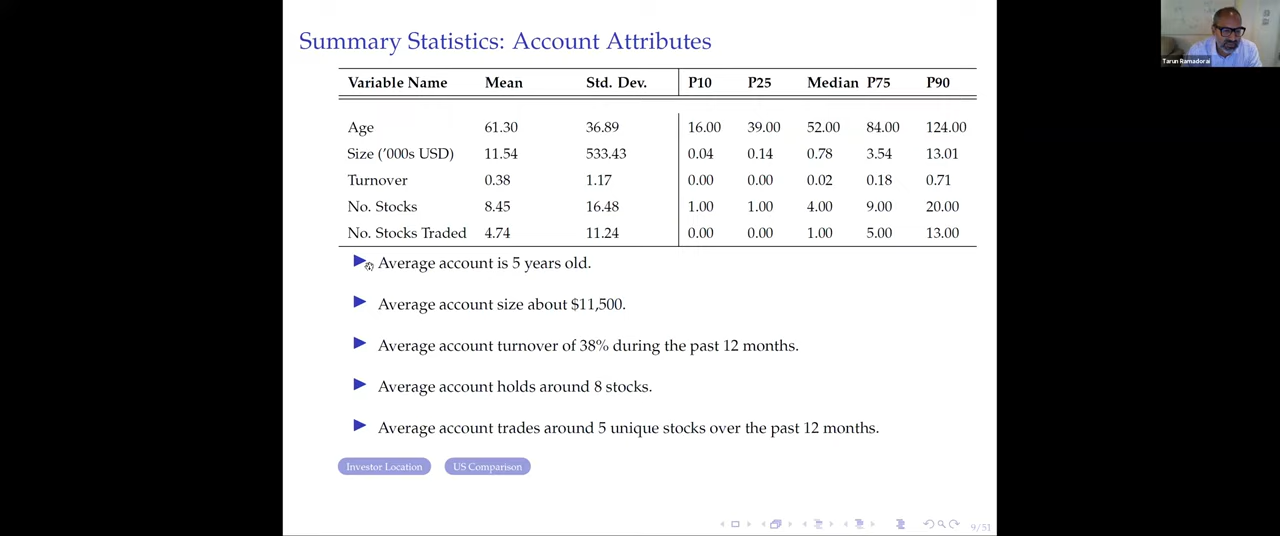 Summary Statistics: Account Attributes
Tarun Ramadorai
Variable Name Mean Std. Dev. P10 P25 Median P75 P90
Age 61.30 36.89 16.00 39.00 52.00 84.00 124.00
Size ('000s USD) 11.54 533.43 0.04 0.14 0.78 3.54 13.01
Turnover 0.38 1.17 0.00 0.00 0.02 0.18 0.71
No. Stocks 8.45 16.48 1.00 1.00 4.00 9.00 20.00
No. Stocks Traded 4.74 11.24 0.00 0.00 1.00 5.00 13.00
Average account is 5 years old.
Average account size about $11,500.
Average account turnover of 38% during the past 12 months.
Average account holds around 8 stocks.
Average account trades around 5 unique stocks over the past 12 months.
Investor Location US Comparison
9/51